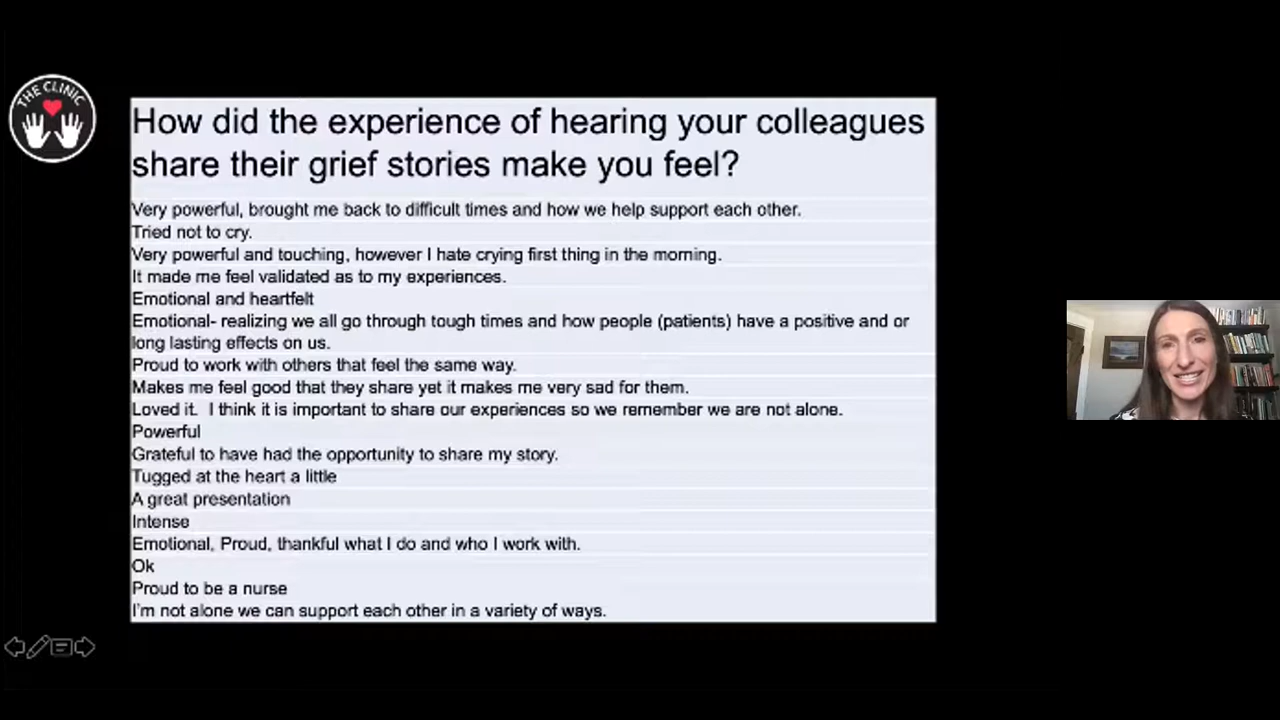 THE CLINIC
How did the experience of hearing your colleagues
share their grief stories make you feel?
Very powerful, brought me back to difficult times and how we help support each other.
Tried not to cry.
Very powerful and touching, however I hate crying first thing in the morning.
It made me feel validated as to my experiences.
Emotional and heartfelt
Emotional- realizing we all go through tough times and how people (patients) have a positive and or
long lasting effects on us.
Proud to work with others that feel the same way.
Makes me feel good that they share yet it makes me very sad for them.
Loved it.  I think it is important to share our experiences so we remember we are not alone.
Powerful
Grateful to have had the opportunity to share my story.
Tugged at the heart a little
A great presentation
Intense
Emotional, Proud, thankful what I do and who I work with.
Ok
Proud to be a nurse
I'm not alone we can support each other in a variety of ways.